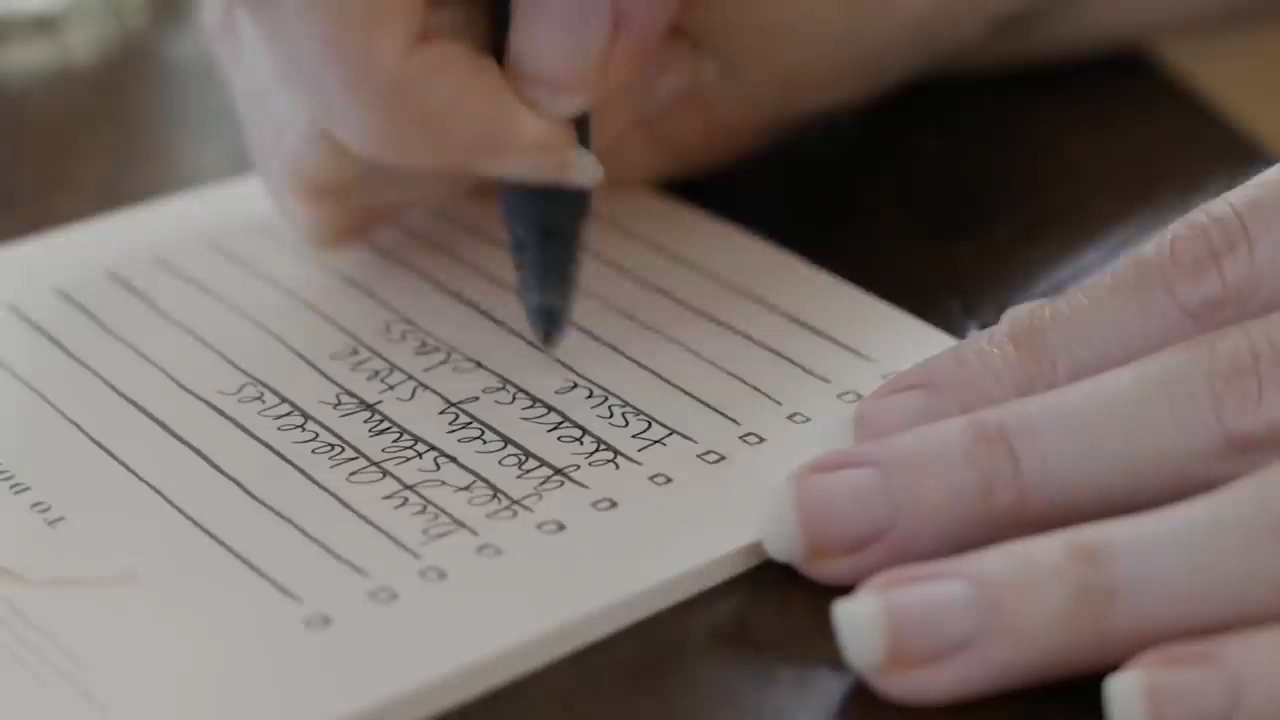 TO DO
buy groceries
get stamps
grocery store
exercise class
tissue